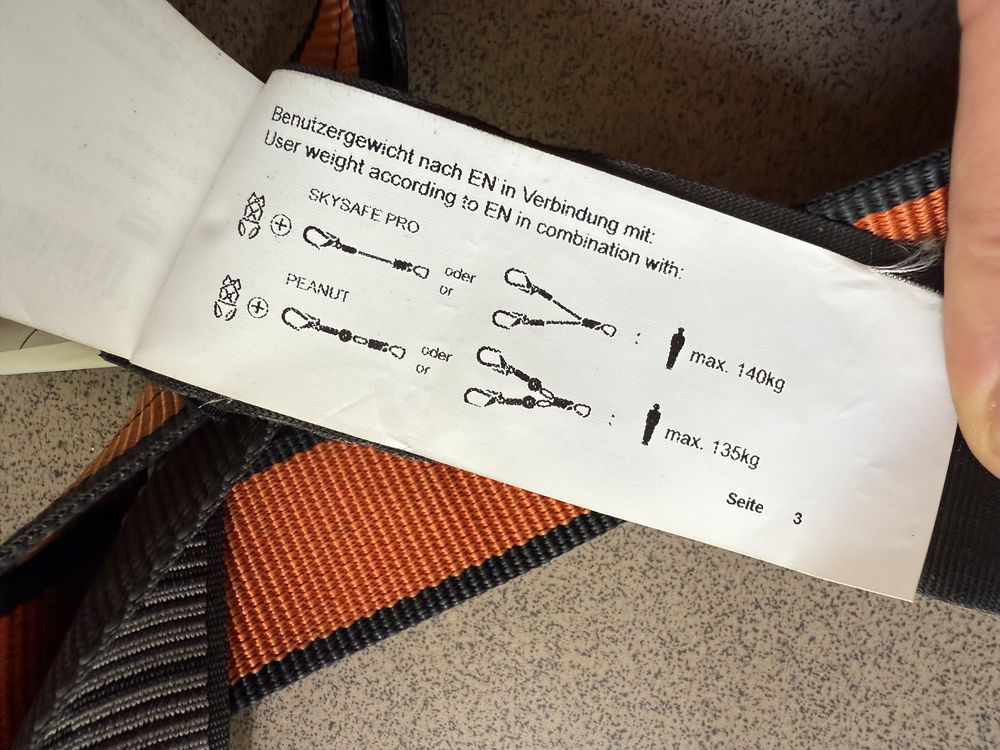 Benutzergewicht nach EN in Verbindung mit:
User weight according to EN in combination with:
SKYSAFE PRO
oder
or
: max. 140kg
PEANUT
oder
or
: max. 135kg
Seite 3